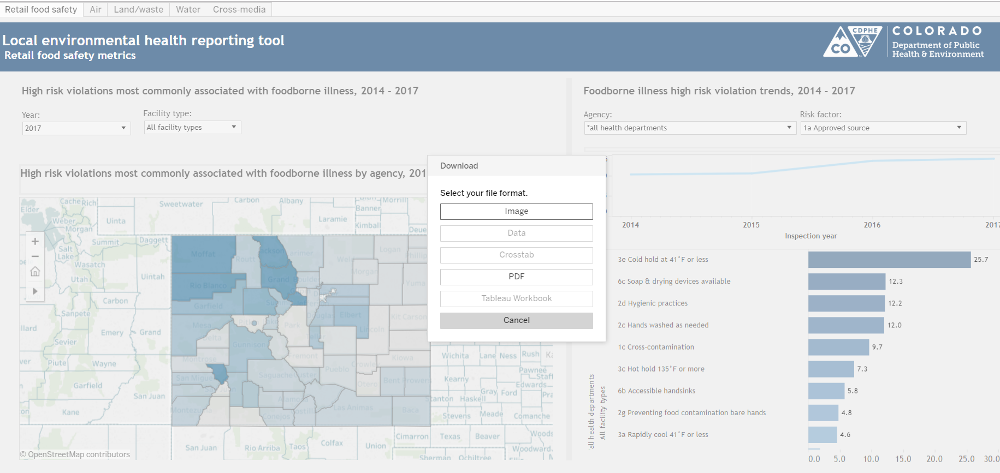 Retail food safety
Air
Land/waste
Water
Cross-media
Local environmental health reporting tool
Retail food safety metrics
CO
CDPHE
COLORADO
Department of Public
Health & Environment
High risk violations most commonly associated with foodborne illness, 2014 - 2017
Year:
2017
Facility type:
All facility types
High risk violations most commonly associated with foodborne illness by agency, 201
Elder
Cache
Rich
Weber
Morgan
Uinta
Sweetwater
Carbon
Albany
Laramie
Morrill
Banner
Kimball
Deue
Summit
Daggett
Salt
Lake
Wasatch
Utah
Uintah
Carbon
Sanpete
Emery
Grand
Sevier
Piute
Wayne
Garfield
San Juan
Kane
Moffat
Routt
Jackson
Larimer
Weld
Logan
Phillips
Morgan
Grand
Boulder
Yuma
Rio Blanco
Garfield
Summit
Jefferson
Douglas
Elbert
Kit Carson
Lincoln
Mesa
Pitkin
Lake
Park
Teller
Delta
Gunnison
Fremont
Montrose
Crowley
Kiowa
Pueblo
San Miguel
Saguache
Custer
Otero
Bent
Prowers
San Juan
Alamosa
Montezuma
Conejos
Costilla
Las Animas
Baca
Wichita
Lane
Ness
Rush
Pawnee
Staff
Kearny
Edwards
Gray
Ford
Stanton
Haskell
Stevens
Meade
Comanche
San Juan
Rio Arriba
Taos
Colfax
Union
Cimarron
Texas
Beaver
Woods
Woodward
Sherman
Ochiltree
© OpenStreetMap contributors
Download
Select your file format.
Image
Data
Crosstab
PDF
Tableau Workbook
Cancel
Foodborne illness high risk violation trends, 2014 - 2017
Agency:
*all health departments
Risk factor:
1a Approved source
2014
2015
2016
2017
Inspection year
3e Cold hold at 41°F or less
25.7
6c Soap & drying devices available
12.3
2d Hygienic practices
12.2
2c Hands washed as needed
12.0
1c Cross-contamination
9.7
3c Hot hold 135°F or more
7.3
6b Accessible handsinks
5.8
2g Preventing food contamination bare hands
4.8
3a Rapidly cool 41°F or less
4.6
*all health departments
All facility types
0.0
5.0
10.0
15.0
20.0
25.0
30.0